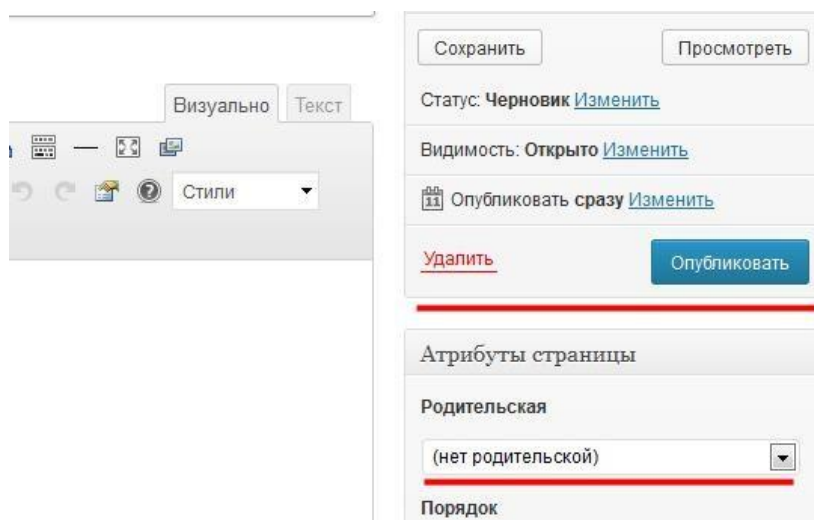 Визуально Текст
Стили
Сохранить Просмотреть
Статус: Черновик Изменить
Видимость: Открыто Изменить
11 Опубликовать сразу Изменить
Удалить Опубликовать
Атрибуты страницы
Родительская
(нет родительской)
Порядок